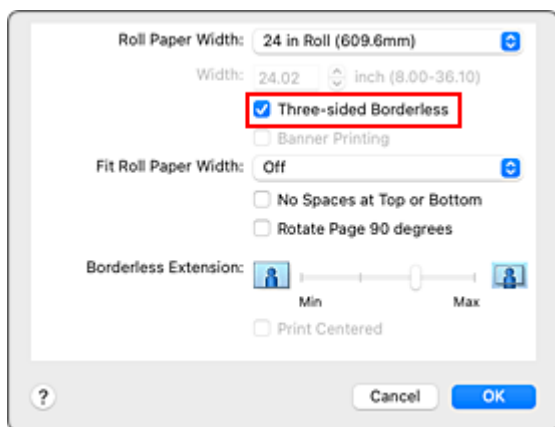 Roll Paper Width: 24 in Roll (609.6mm)
Width: 24.02 inch (8.00-36.10)
Three-sided Borderless
Banner Printing
Fit Roll Paper Width: Off
No Spaces at Top or Bottom
Rotate Page 90 degrees
Borderless Extension:
Min Max
Print Centered
? Cancel OK